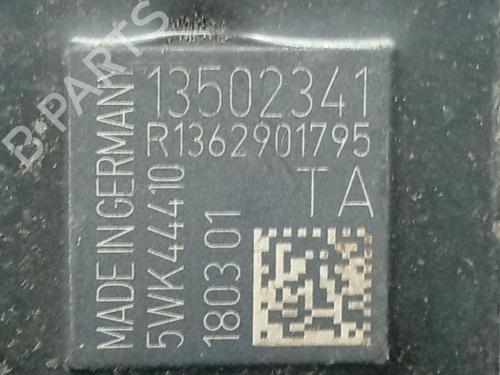 13502341
R1362901795
TA
MADE IN GERMANY
5WK44410
1803 01
B-PARTS